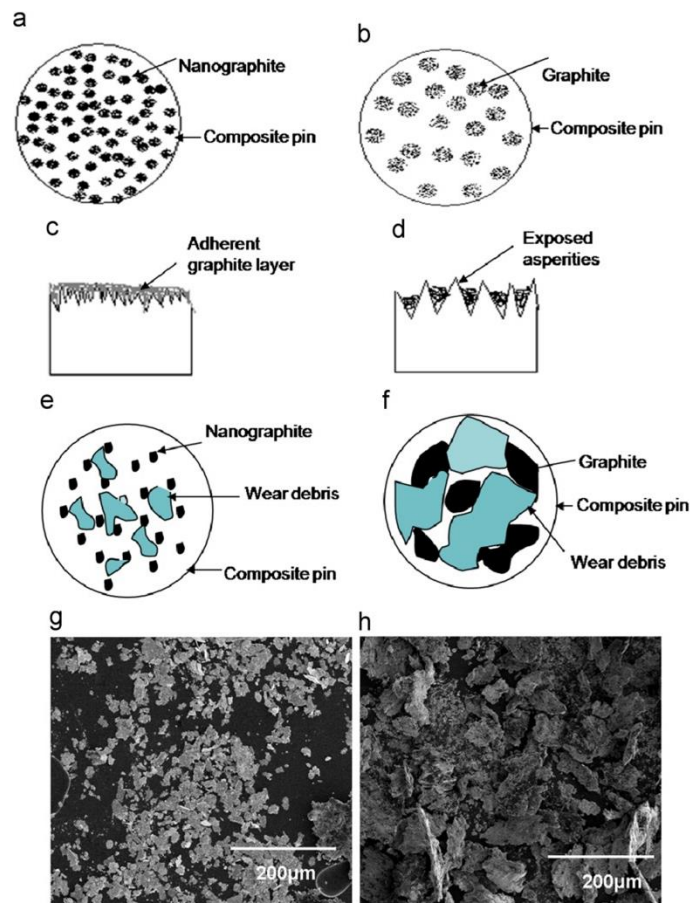 a
b
Nanographite
Graphite
Composite pin
Composite pin
c
d
Adherent
graphite layer
Exposed
asperities
e
f
Nanographite
Graphite
Wear debris
Composite pin
Wear debris
Composite pin
g
h
200μm
200μm